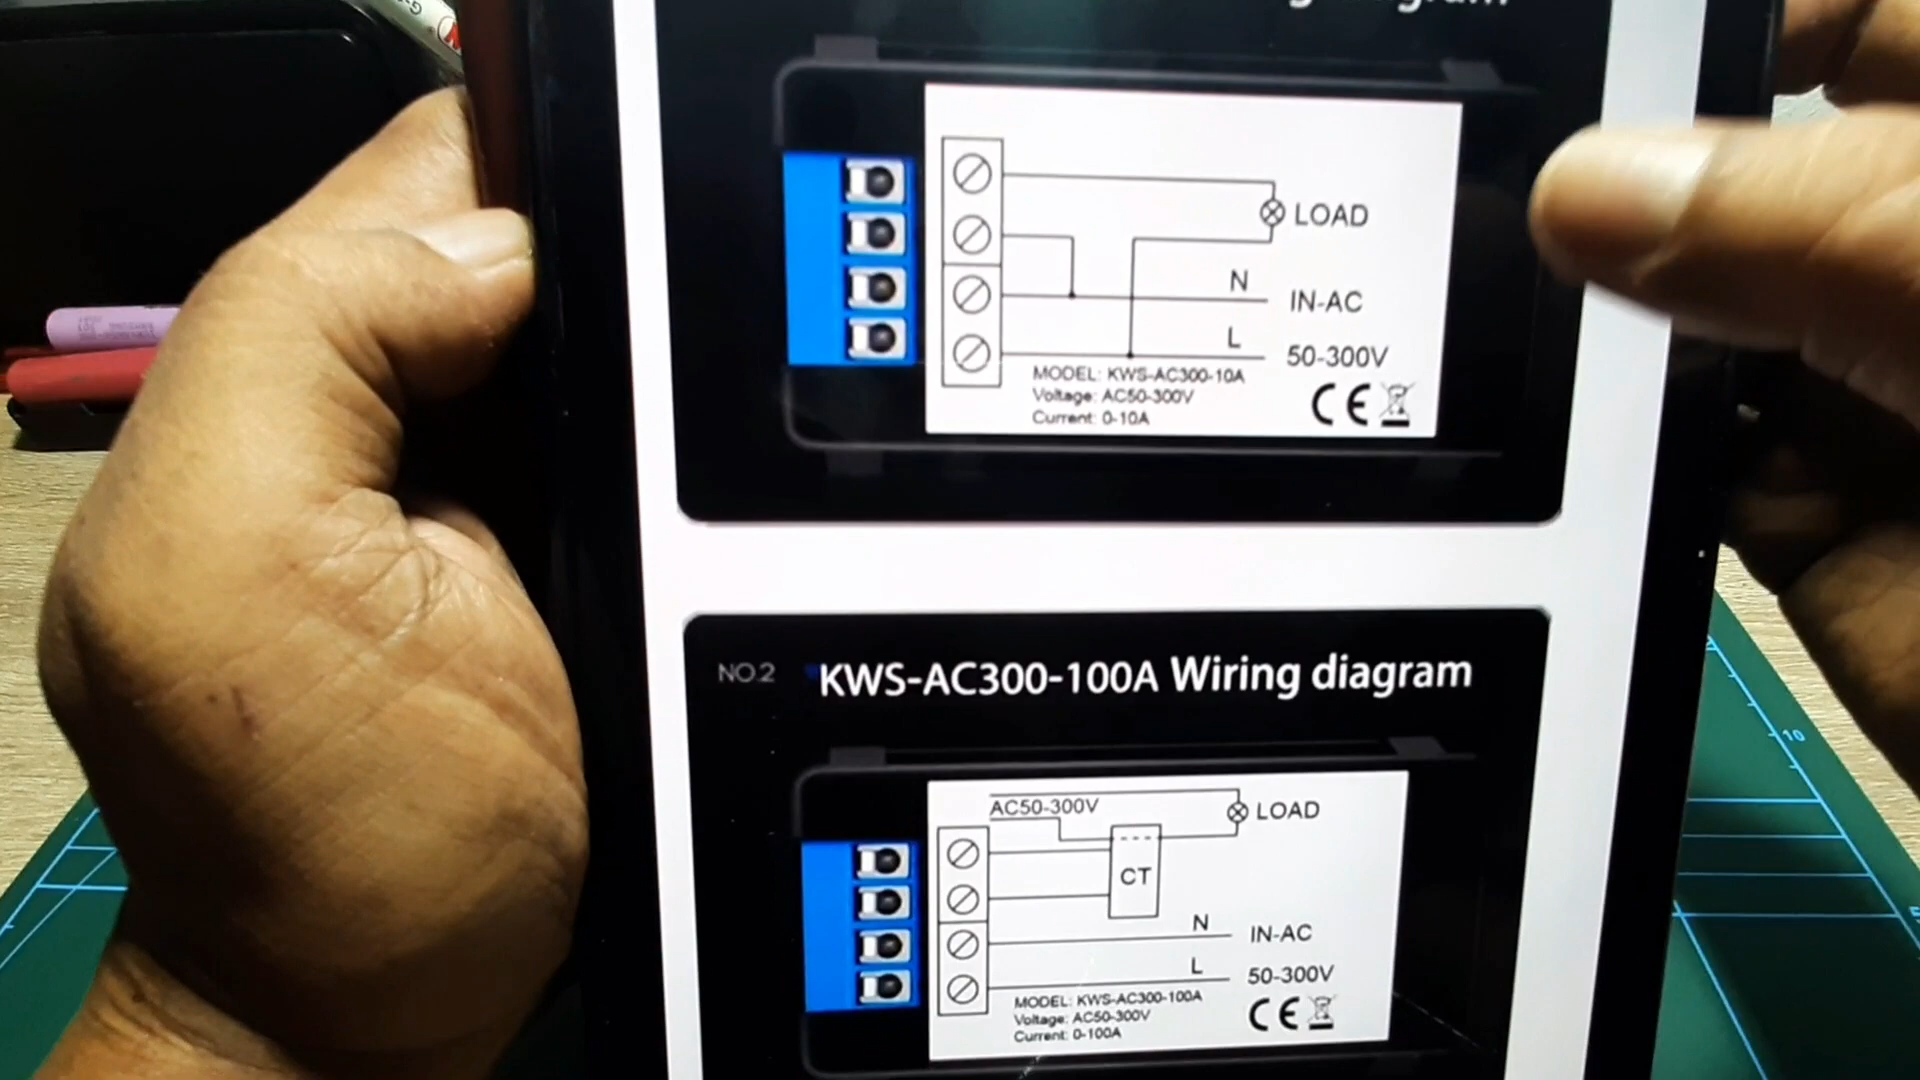 LOAD
N
IN-AC
L
50-300V
MODEL: KWS-AC300-10A
Voltage: AC50-300V
Current: 0-10A
CE
NO.2 KWS-AC300-100A Wiring diagram
AC50-300V
LOAD
CT
N
IN-AC
L
50-300V
MODEL: KWS-AC300-100A
Voltage: AC50-300V
Current: 0-100A
CE
10